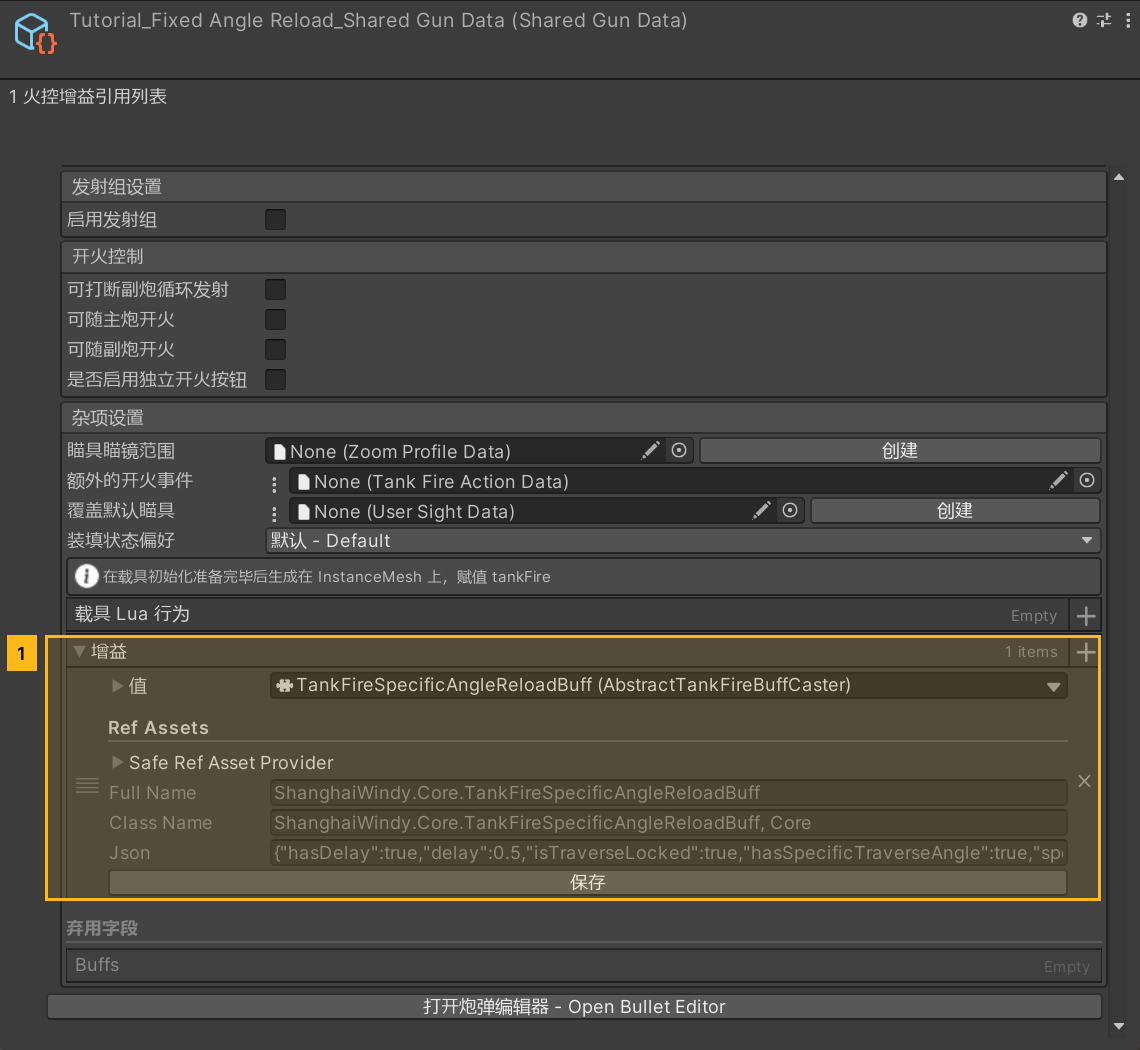 Tutorial_Fixed Angle Reload_Shared Gun Data (Shared Gun Data)
1 火控增益引用列表
发射组设置
启用发射组
开火控制
可打断副炮循环发射
可随主炮开火
可随副炮开火
是否启用独立开火按钮
杂项设置
瞄具瞄镜范围 None (Zoom Profile Data) 创建
额外的开火事件 None (Tank Fire Action Data)
覆盖默认瞄具 None (User Sight Data) 创建
装填状态偏好 默认 - Default
在载具初始化准备完毕后生成在 InstanceMesh 上，赋值 tankFire
载具 Lua 行为 Empty
1 增益 1 items
值 TankFireSpecificAngleReloadBuff (AbstractTankFireBuffCaster)
Ref Assets
Safe Ref Asset Provider
Full Name ShanghaiWindy.Core.TankFireSpecificAngleReloadBuff
Class Name ShanghaiWindy.Core.TankFireSpecificAngleReloadBuff, Core
Json {"hasDelay":true,"delay":0.5,"isTraverseLocked":true,"hasSpecificTraverseAngle":true,"sp
保存
弃用字段
Buffs Empty
打开炮弹编辑器 - Open Bullet Editor